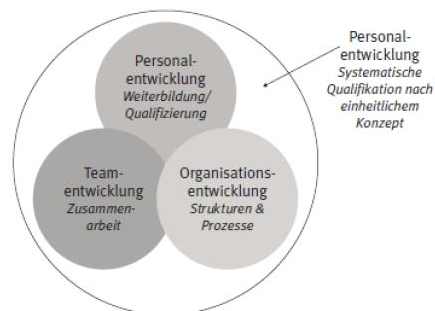 Personal-
entwicklung
Weiterbildung/
Qualifizierung
Team-
entwicklung
Zusammen-
arbeit
Organisations-
entwicklung
Strukturen &
Prozesse
Personal-
entwicklung
Systematische
Qualifikation nach
einheitlichem
Konzept